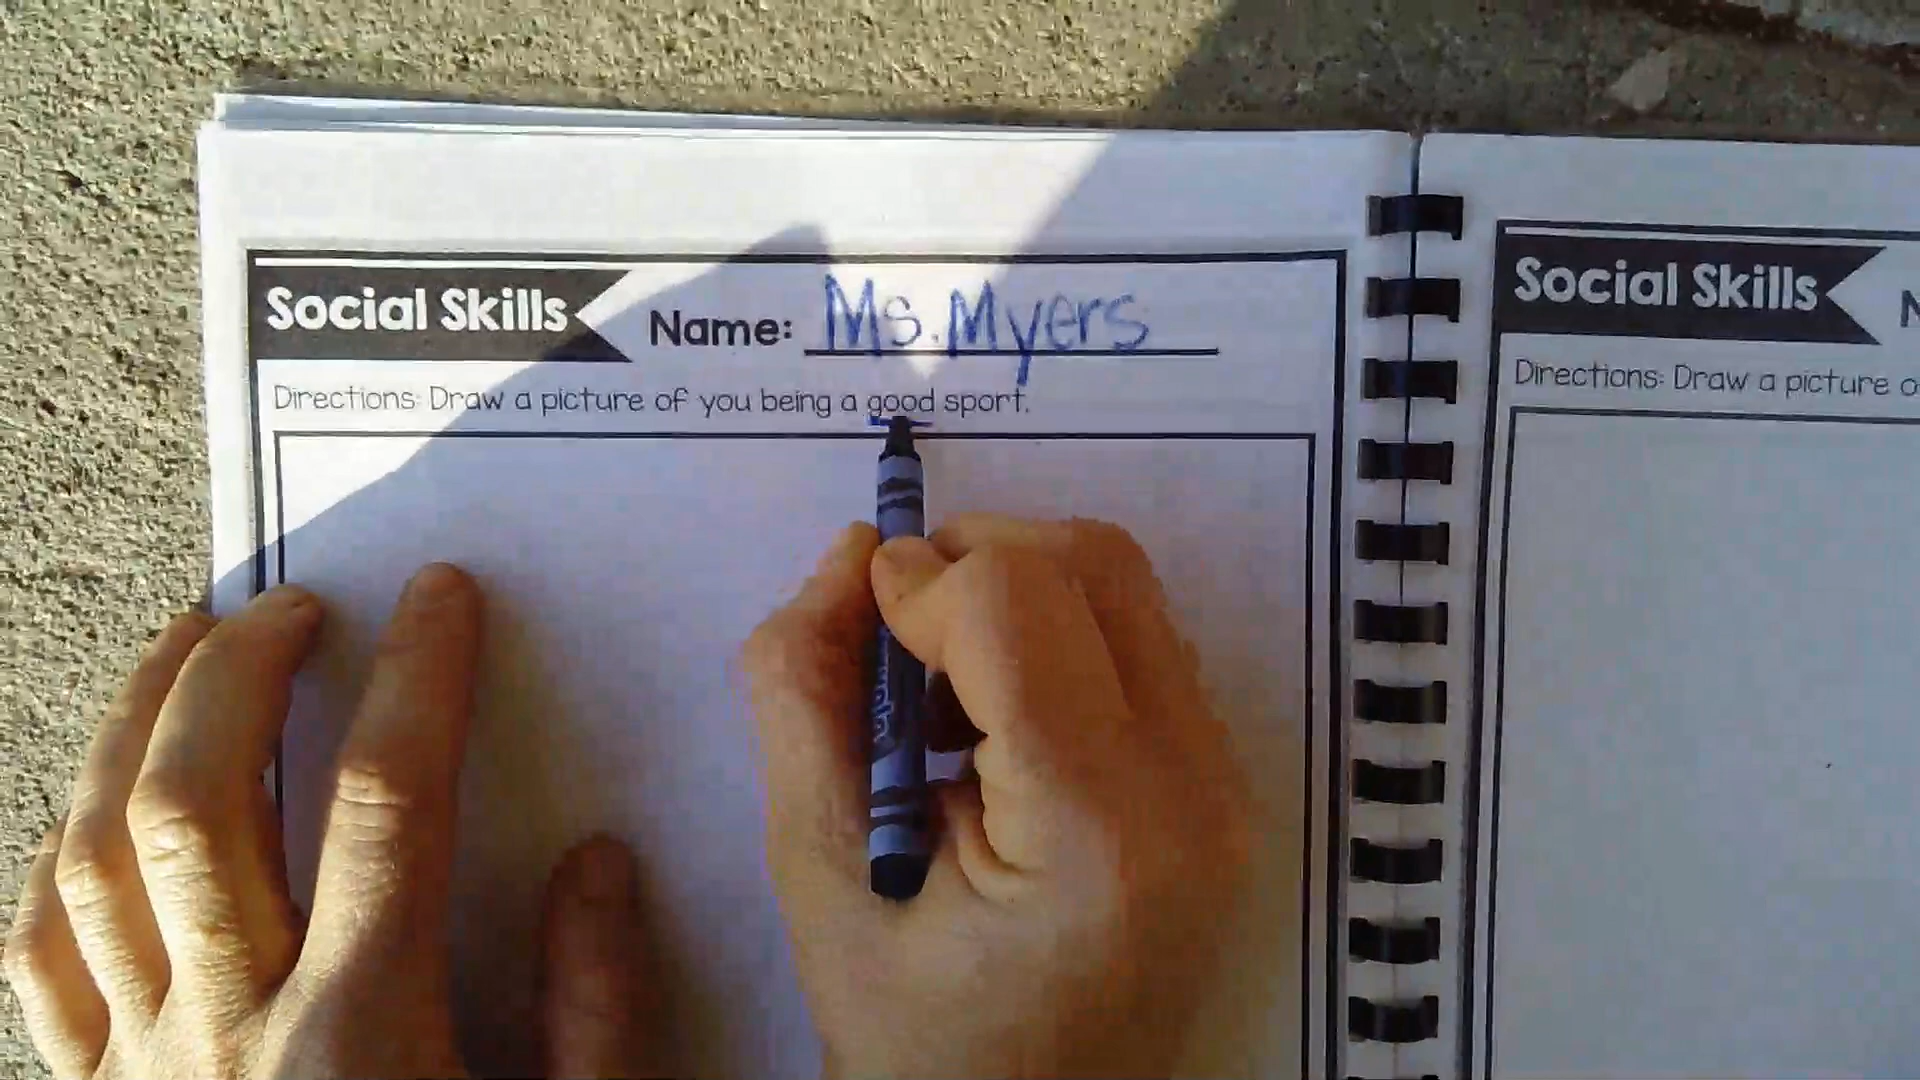 Social Skills
Name: Ms. Myers
Directions: Draw a picture of you being a good sport.
Social Skills
Directions: Draw a picture